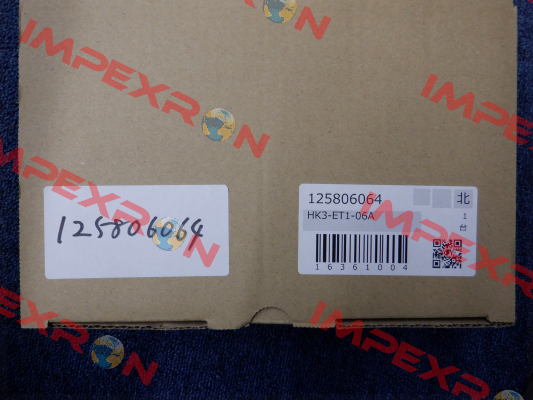 IMPEXRON
IMPEXRON
IMPEXRON
125806064
125806064
HK3-ET1-06A
北
1
台
16361004
IMPEXRON
IMPEXRON